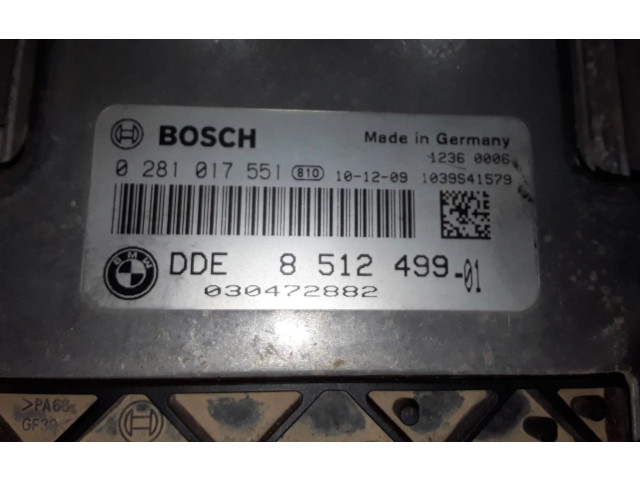 BOSCH Made in Germany
1236 0006
0 281 017 551 810 10-12-09 1039S41579
BMW DDE 8 512 499-01
030472882
>PA66
GF30